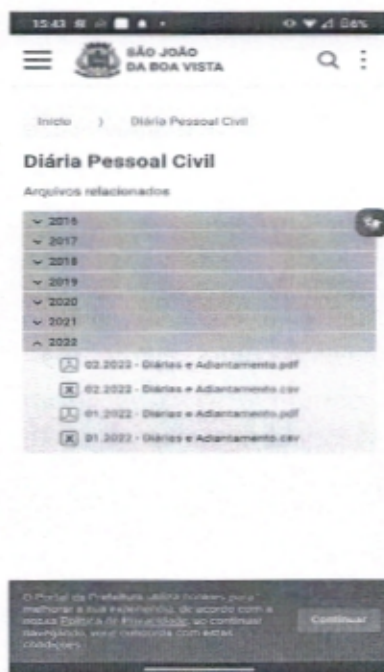 15:43
SÃO JOÃO
DA BOA VISTA
Início > Diária Pessoal Civil
Diária Pessoal Civil
Arquivos relacionados
2016
2017
2018
2019
2020
2021
2022
02.2022 - Diárias e Adiantamento.pdf
02.2022 - Diárias e Adiantamento.csv
01.2022 - Diárias e Adiantamento.pdf
01.2022 - Diárias e Adiantamento.csv
O Portal da Prefeitura utiliza cookies para
melhorar a sua experiência, de acordo com a
nossa Política de Privacidade, ao continuar
navegando, você concorda com estas
condições.
Continuar